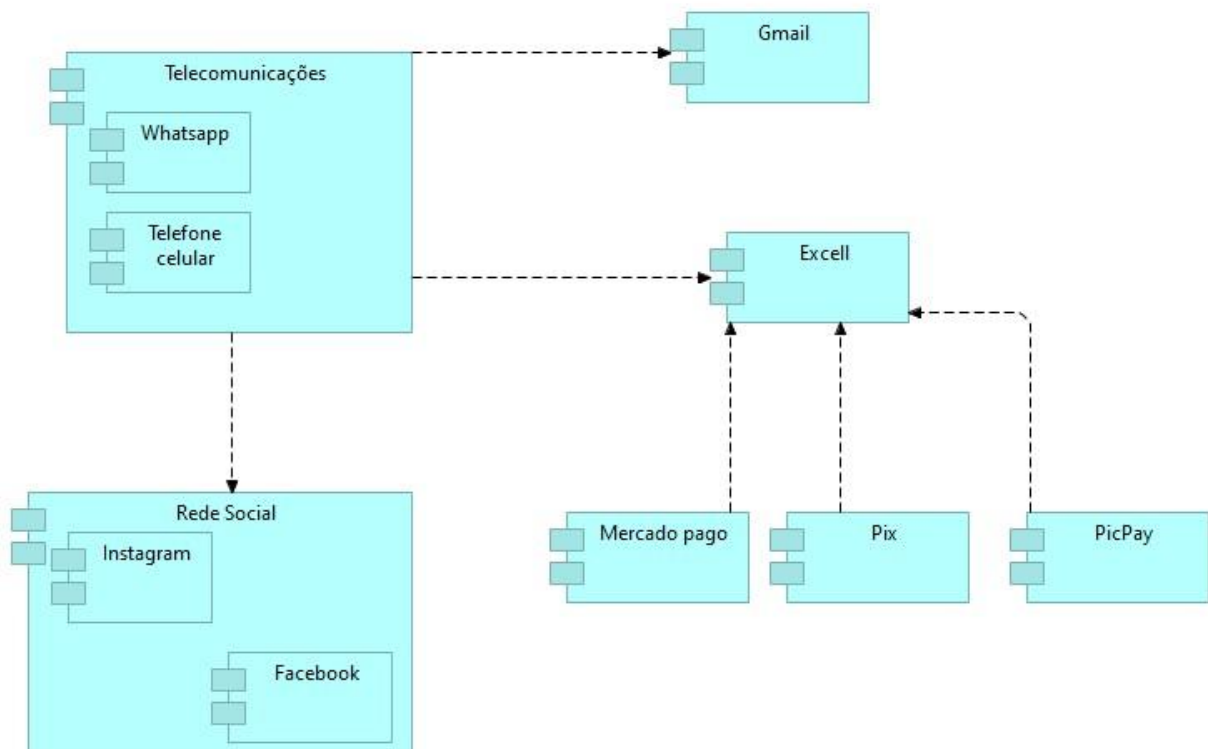 Gmail
Telecomunicações
Whatsapp
Telefone
celular
Excell
Rede Social
Instagram
Mercado pago
Pix
PicPay
Facebook